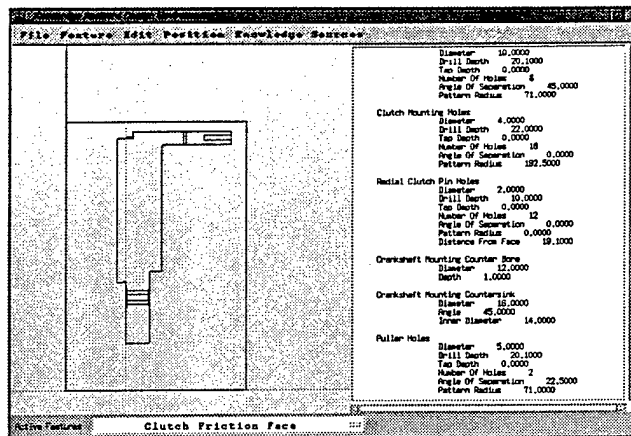 File Feature Edit Position Knowledge Sources
Diameter 10.0000
Drill Depth 20.1000
Tap Depth 0.0000
Number Of Holes
Angle Of Separation 45.0000
Pattern Radius 71.0000
Clutch Mounting Holes
Diameter 4.0000
Drill Depth 22.0000
Tap Depth 0.0000
Number Of Holes 18
Angle Of Separation 0.0000
Pattern Radius 192.5000
Radial Clutch Pin Holes
Diameter 2.0000
Drill Depth 10.0000
Tap Depth 0.0000
Number Of Holes 12
Angle Of Separation 0.0000
Pattern Radius 0.0000
Distance From Face 19.1000
Crankshaft Mounting Counter Bore
Diameter 12.0000
Depth 1.0000
Crankshaft Mounting Countersink
Diameter 16.0000
Angle 45.0000
Inner Diameter 14.0000
Puller Holes
Diameter 5.0000
Drill Depth 20.1000
Tap Depth 0.0000
Number Of Holes 2
Angle Of Separation 22.5000
Pattern Radius 71.0000
Active Features Clutch Friction Face